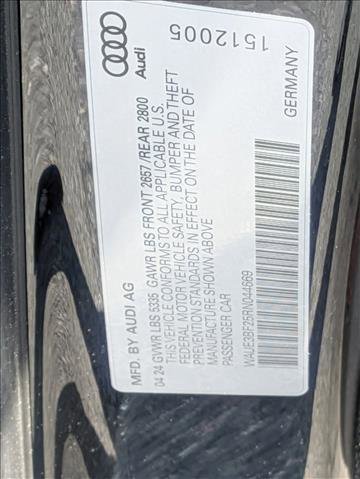 Audi
1512005
MFD. BY AUDI AG
04 24 GVWR LBS 5335 GAWR LBS FRONT 2657 /REAR 2800
THIS VEHICLE CONFORMS TO ALL APPLICABLE U.S.
FEDERAL MOTOR VEHICLE SAFETY, BUMPER AND THEFT
PREVENTION STANDARDS IN EFFECT ON THE DATE OF
MANUFACTURE SHOWN ABOVE
PASSENGER CAR
GERMANY
WAUE3BF25RN044669